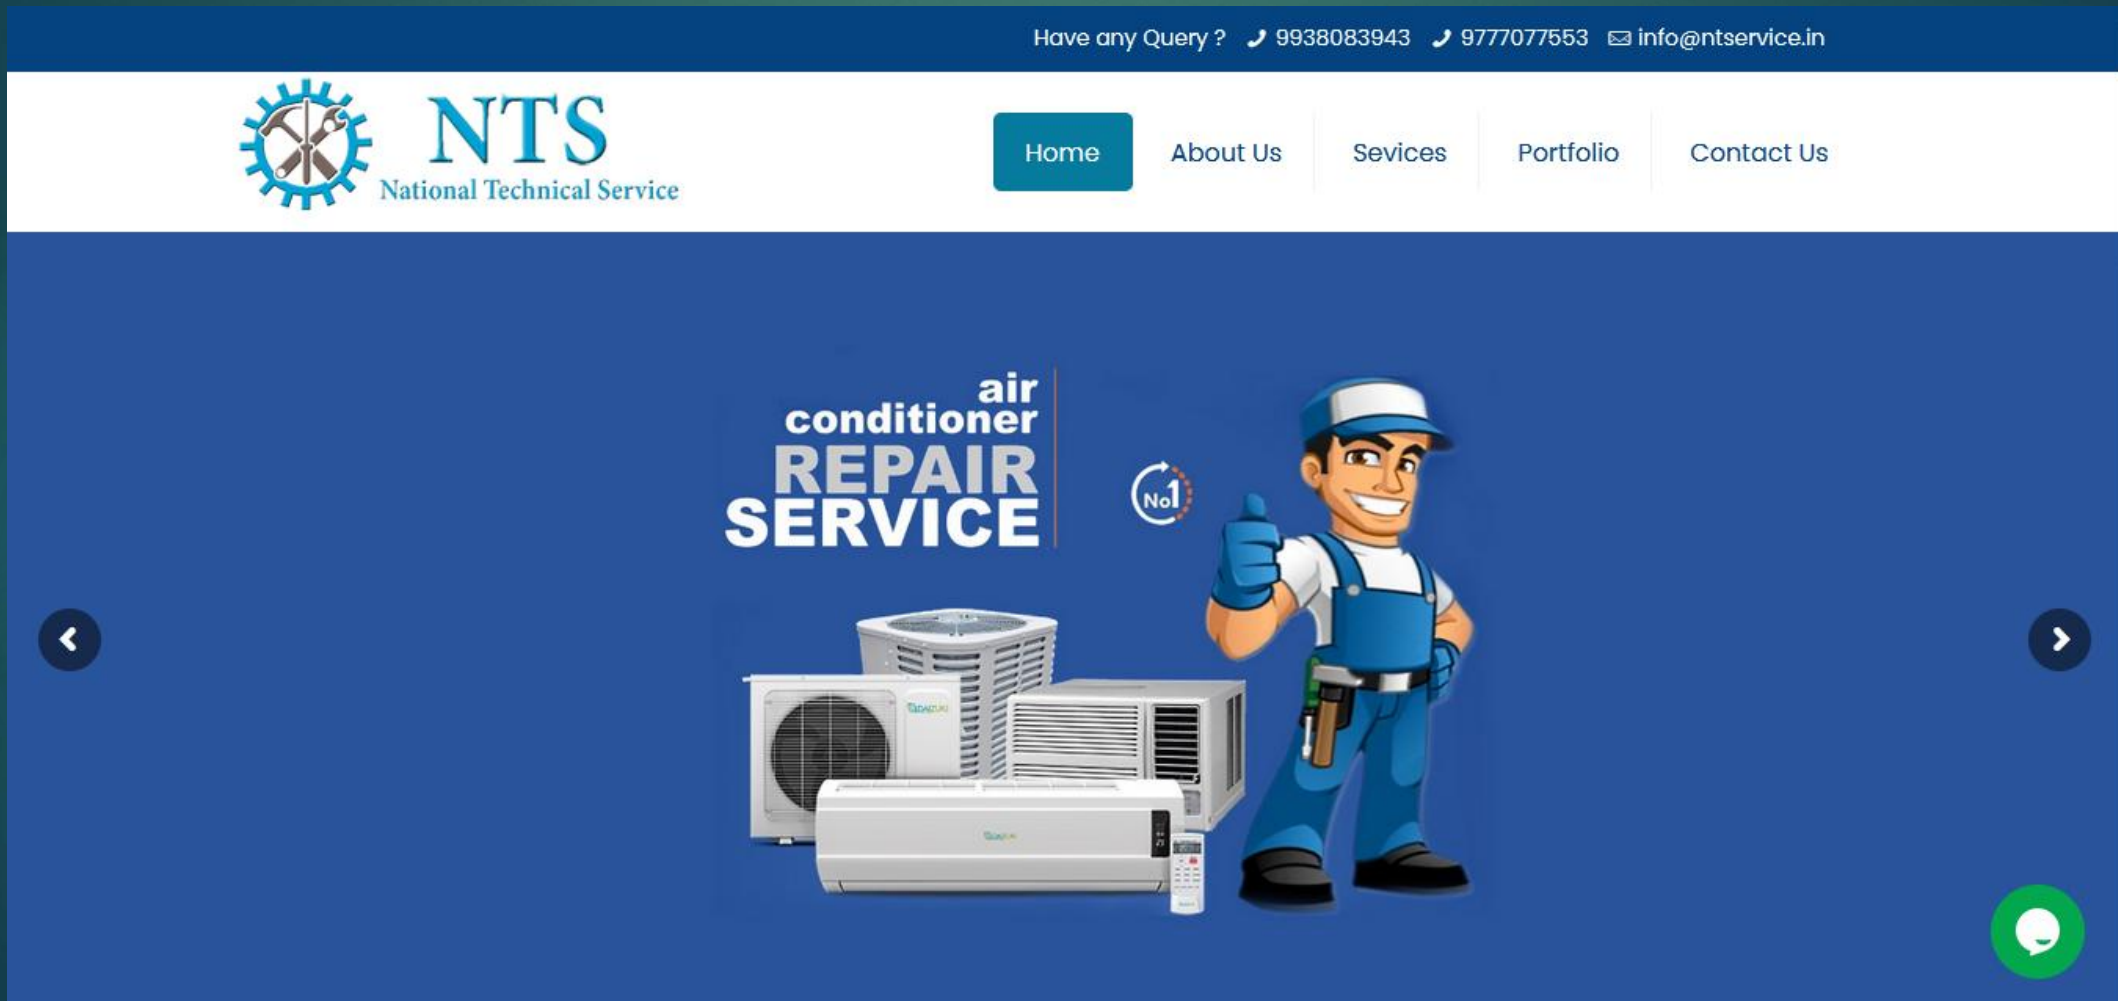 Have any Query ? 9938083943 9777077553 info@ntservice.in
NTS
National Technical Service
Home About Us Sevices Portfolio Contact Us
air
conditioner
REPAIR
SERVICE
No1